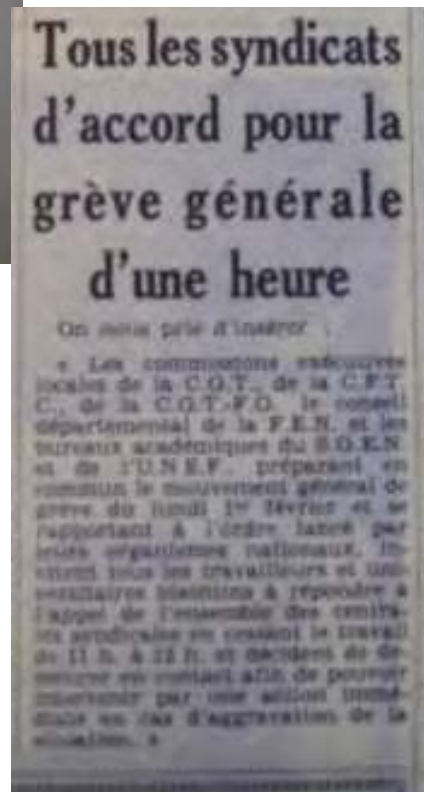 Tous les syndicats
d'accord pour la
grève générale
d'une heure
On nous prie d'insérer :
« Les commissions exécutives
locales de la C.G.T., de la C.F.T.
C., de la C.G.T.-F.O. le conseil
départemental de la F.E.N. et les
bureaux académiques du S.G.E.N.
et de l'U.N.E.F. préparant en
commun le mouvement général de
grève du lundi 1er février et se
rapportant à l'ordre lancé par
leurs organismes nationaux, in-
vitent tous les travailleurs et uni-
versitaires à répondre à
l'appel de l'ensemble des centra-
les syndicales en cessant le travail
de 11 h. à 12 h. et décident de de-
meurer en contact afin de pouvoir
intervenir par une action immé-
diate en cas d'aggravation de la
situation. »